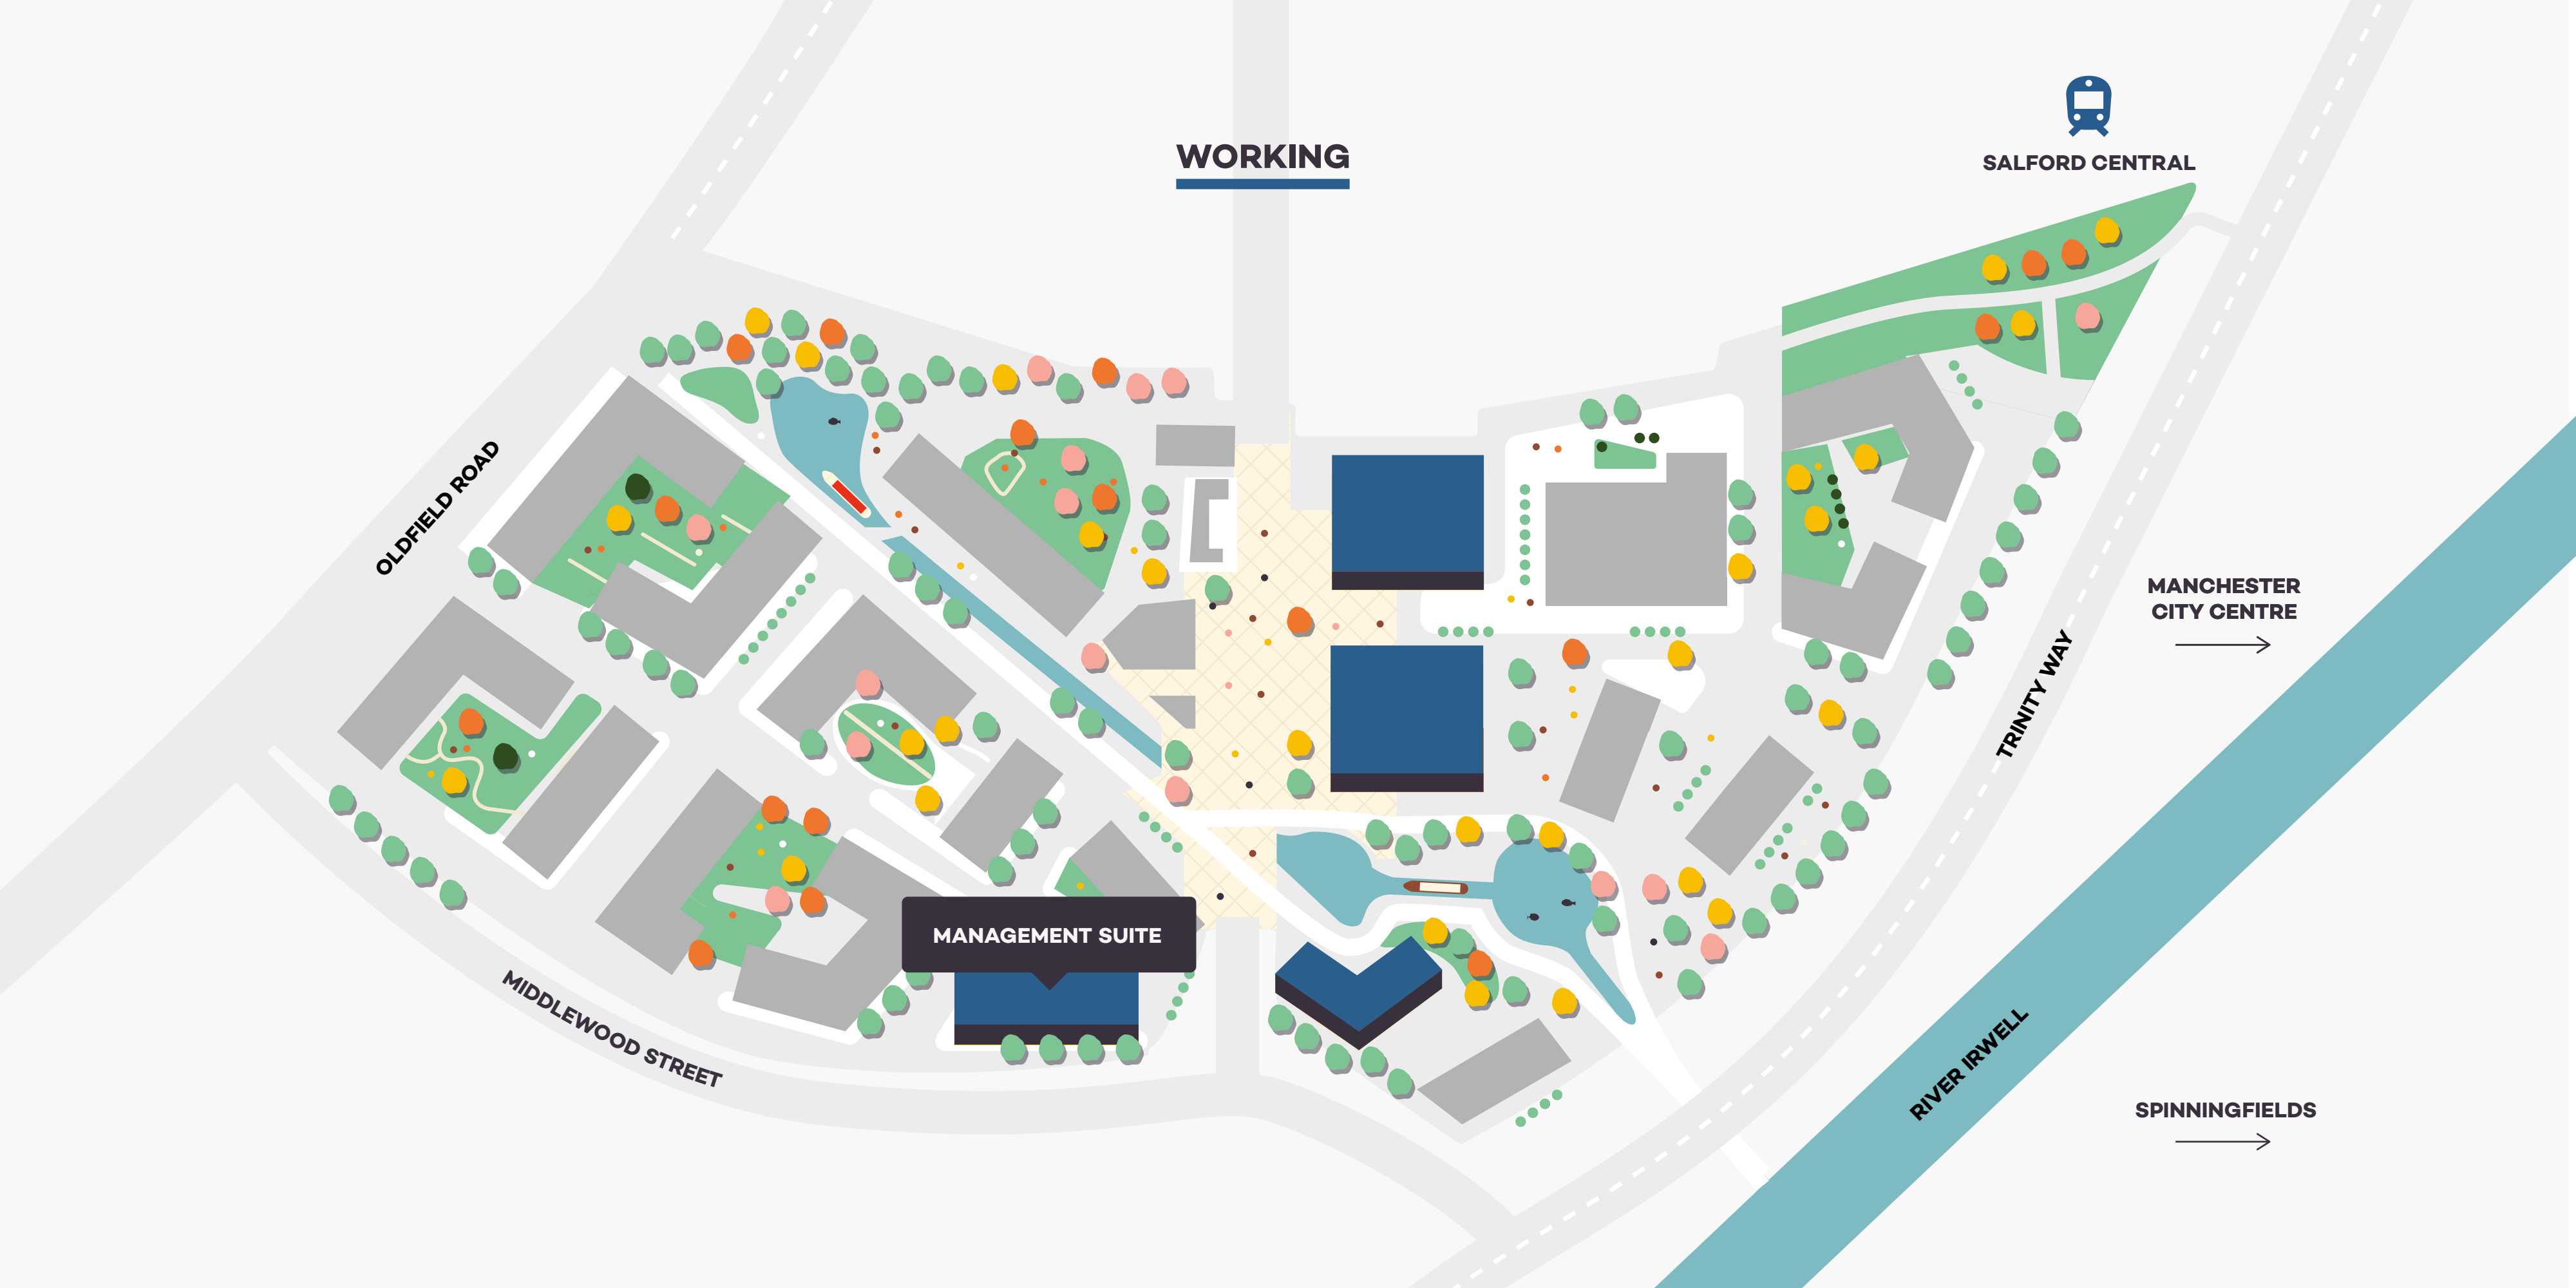 WORKING
SALFORD CENTRAL
OLDFIELD ROAD
MANCHESTER
CITY CENTRE
TRINITY WAY
MANAGEMENT SUITE
MIDDLEWOOD STREET
RIVER IRWELL
SPINNINGFIELDS